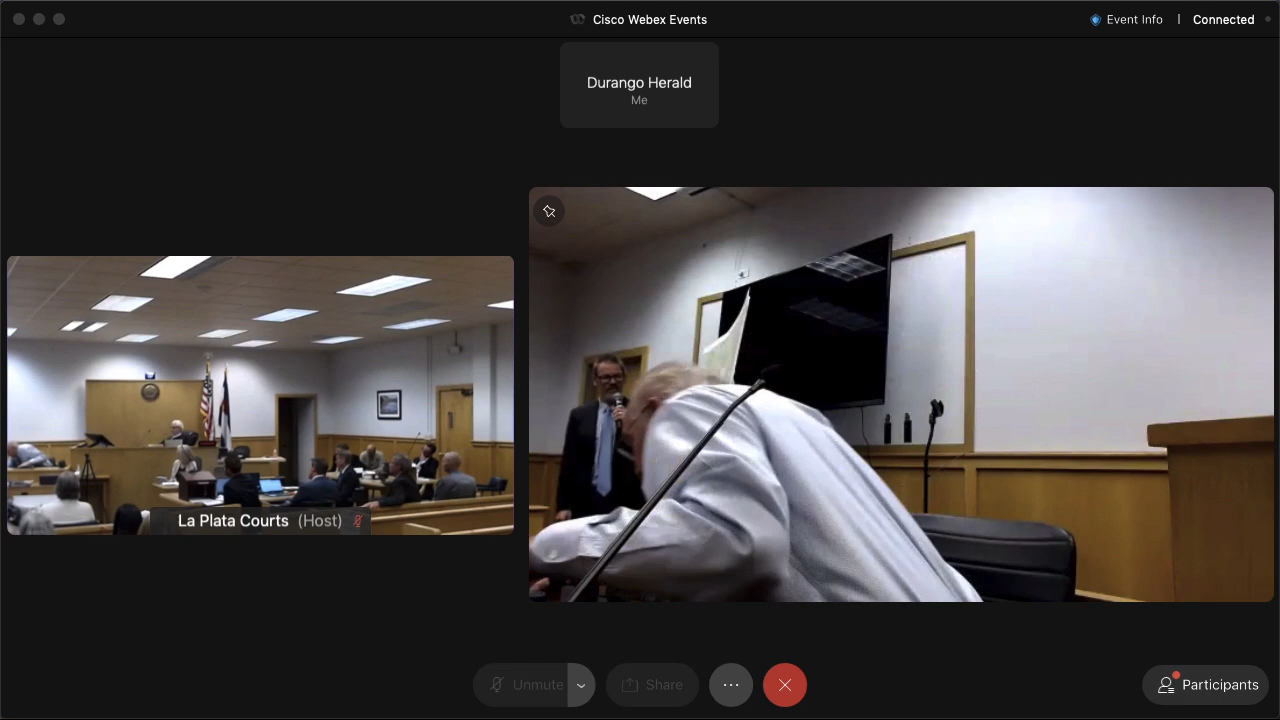 Cisco Webex Events
Event Info
Connected
Durango Herald
Me
La Plata Courts (Host)
Unmute
Share
Participants